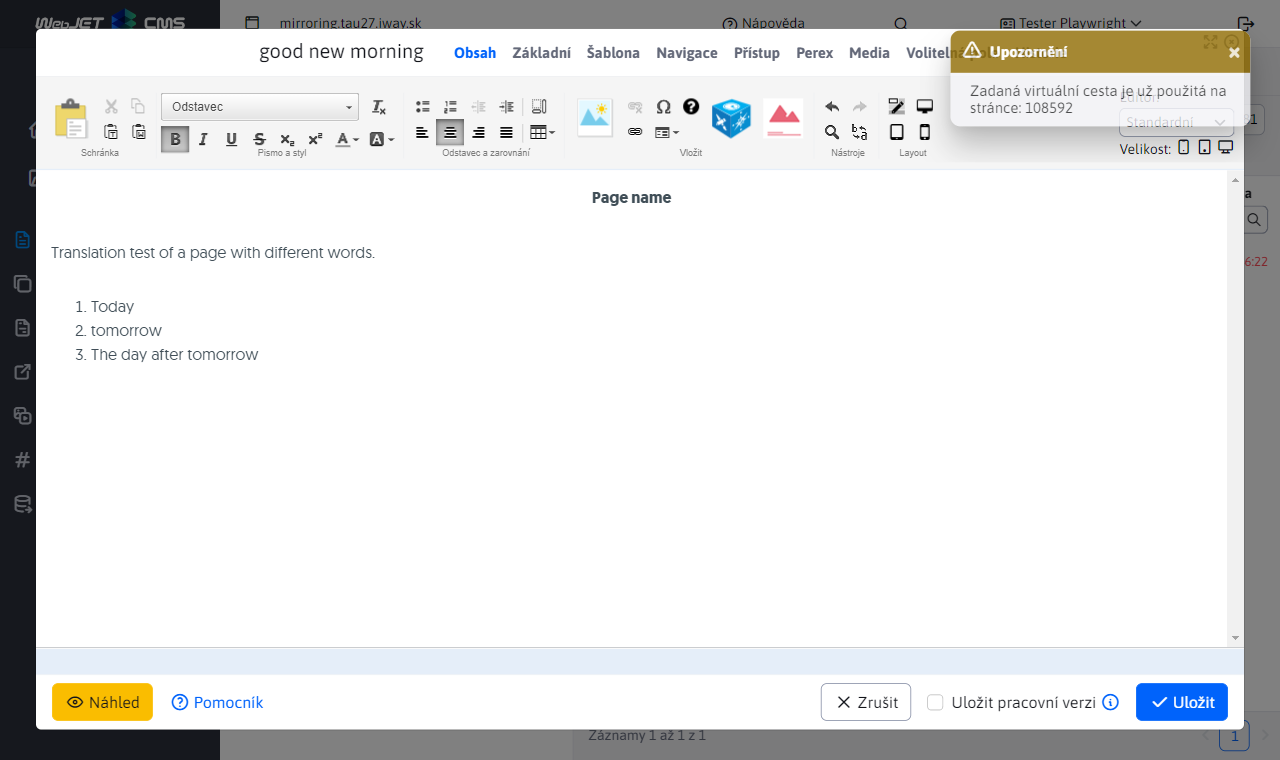 WebJET CMS
mirroring.tau27.iway.sk
Nápověda
Tester Playwright
good new morning
Obsah
Základní
Šablona
Navigace
Přístup
Perex
Media
Upozornění
Zadaná virtuální cesta je už použitá na
stránce: 108592
Odstavec
Standardní
Velikost:
Schránka
Písmo a styl
Odstavec a zarovnání
Vložit
Nástroje
Layout
Page name
6:22
Translation test of a page with different words.
1. Today
2. tomorrow
3. The day after tomorrow
Náhled
Pomocník
Zrušit
Uložit pracovní verzi
Uložit
Záznamy 1 až 1 z 1
1